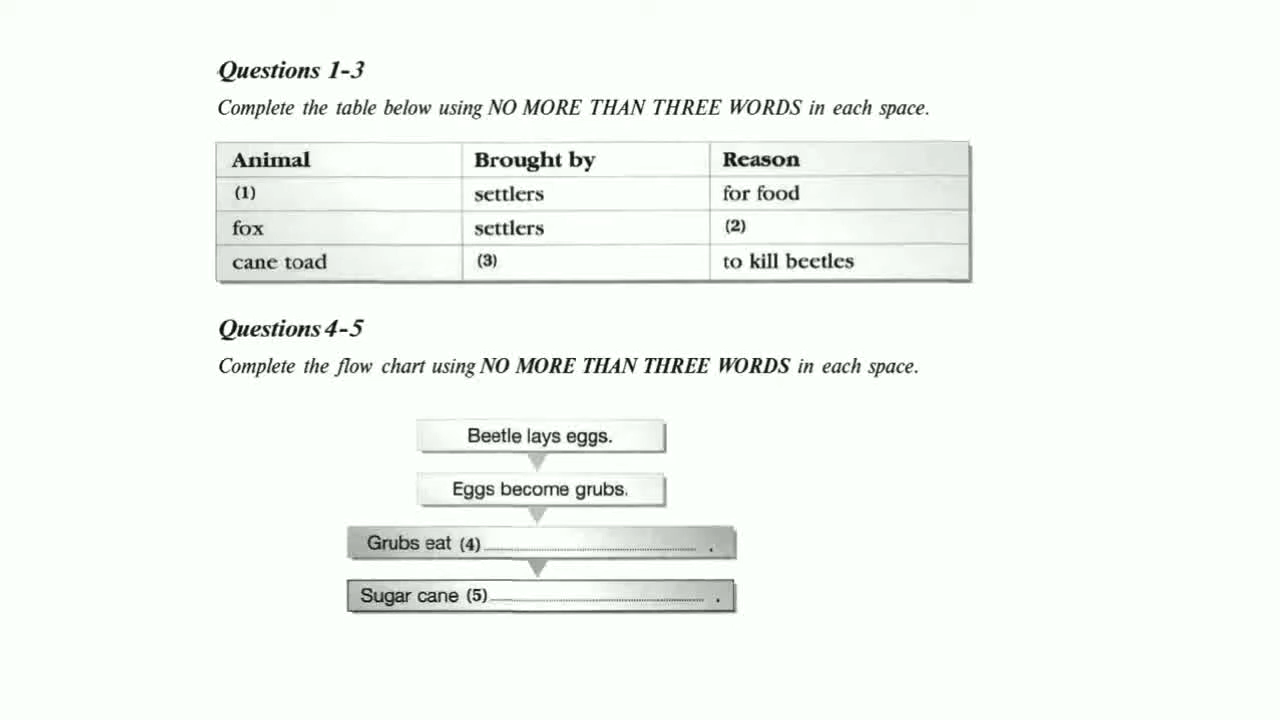 Questions 1-3
Complete the table below using NO MORE THAN THREE WORDS in each space.
Animal Brought by Reason
(1) settlers for food
fox settlers (2)
cane toad (3) to kill beetles
Questions 4-5
Complete the flow chart using NO MORE THAN THREE WORDS in each space.
Beetle lays eggs.
Eggs become grubs.
Grubs eat (4) .
Sugar cane (5) .